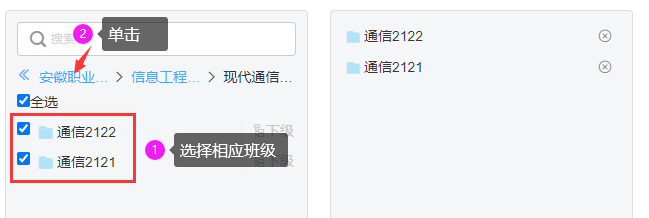 搜索
2 单击
安徽职业... > 信息工程... > 现代通信...
全选
通信2122
下级
通信2121
1 选择相应班级
通信2122
通信2121